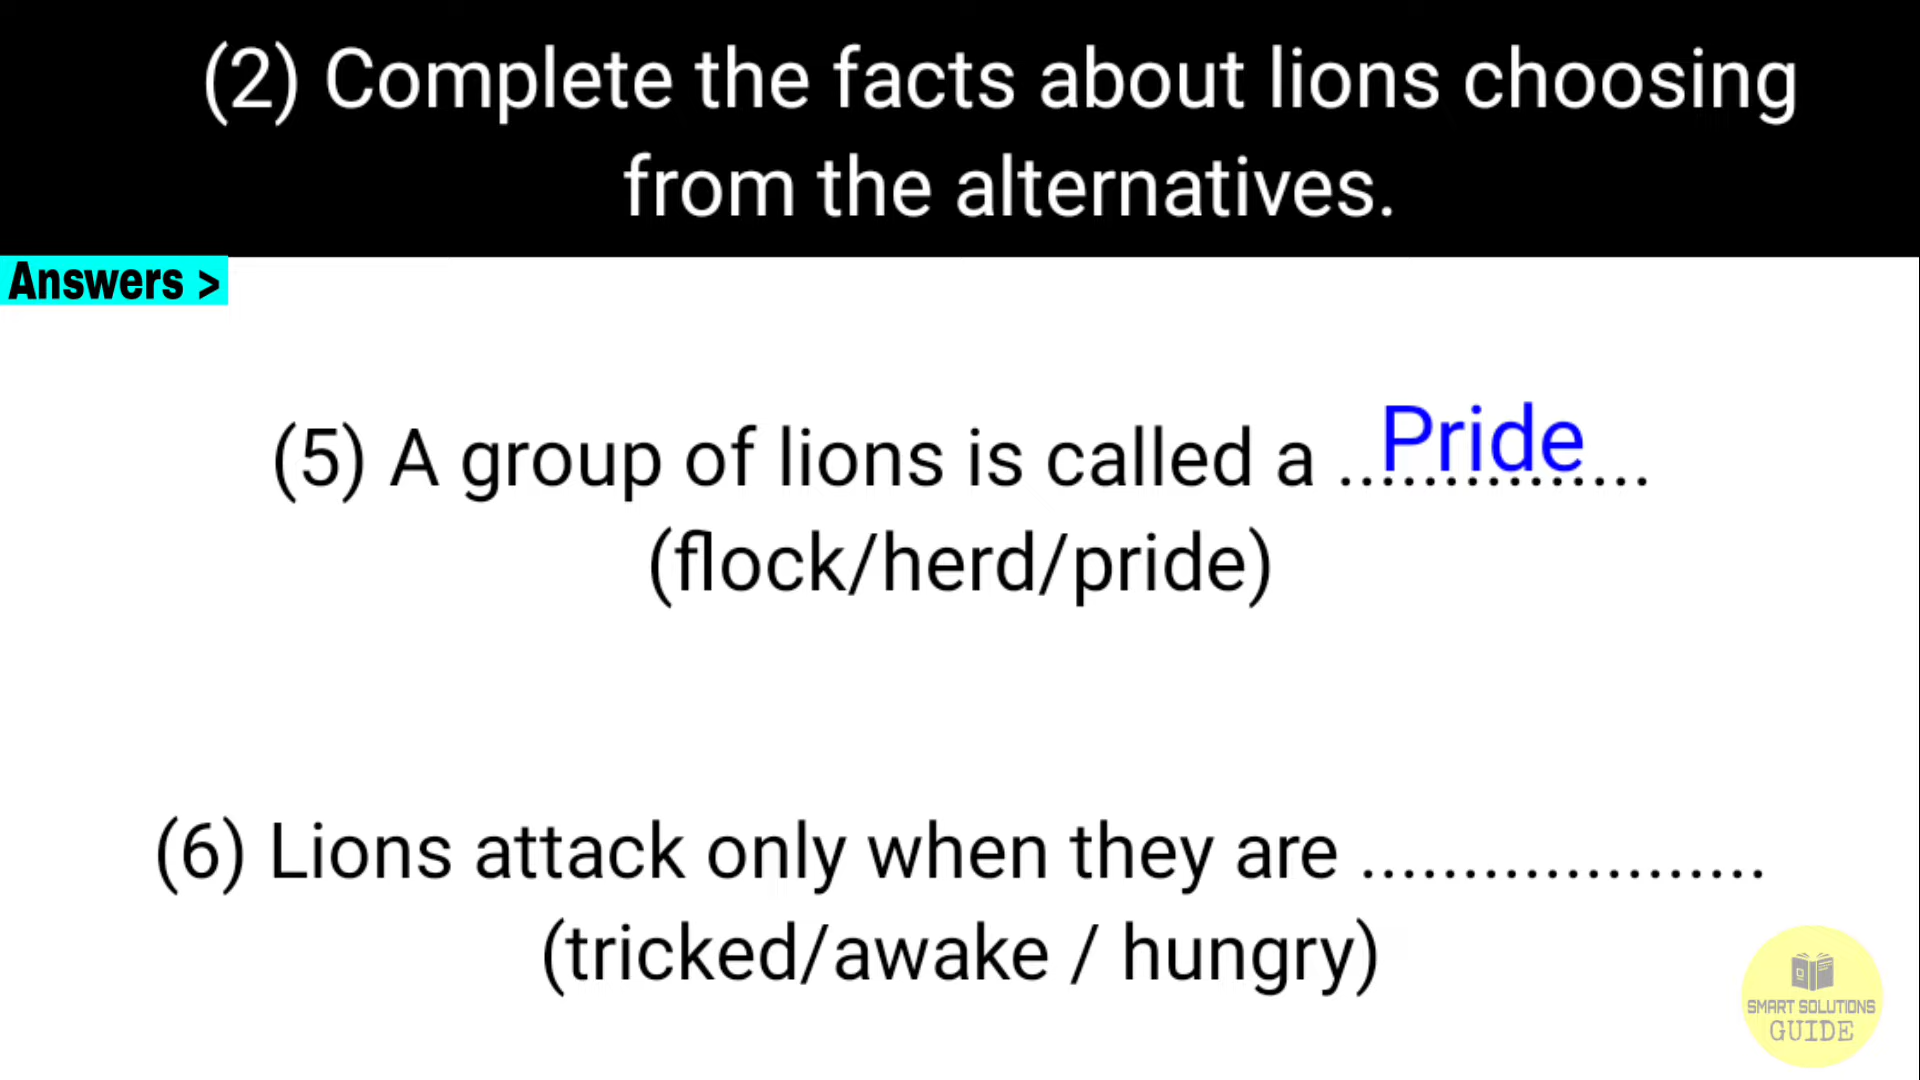 (2) Complete the facts about lions choosing
from the alternatives.
Answers >
(5) A group of lions is called a ..Pride...
(flock/herd/pride)
(6) Lions attack only when they are ...................
(tricked/awake / hungry)
SMART SOLUTIONS
GUIDE